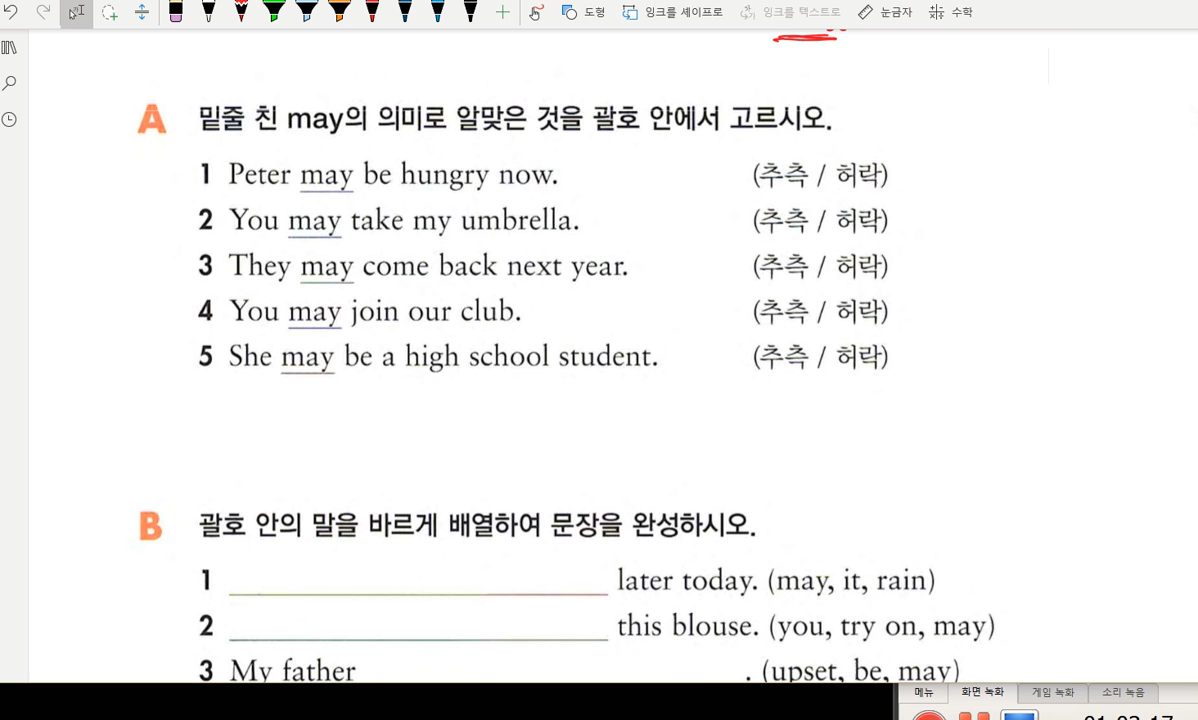 도형 잉크를 셰이프로 잉크를 텍스트로 눈금자 수학
A 밑줄 친 may의 의미로 알맞은 것을 괄호 안에서 고르시오.
1 Peter may be hungry now. (추측 / 허락)
2 You may take my umbrella. (추측 / 허락)
3 They may come back next year. (추측 / 허락)
4 You may join our club. (추측 / 허락)
5 She may be a high school student. (추측 / 허락)
B 괄호 안의 말을 바르게 배열하여 문장을 완성하시오.
1 later today. (may, it, rain)
2 this blouse. (you, try on, may)
3 My father . (upset, be, may)
메뉴 화면 녹화 게임 녹화 소리 녹음